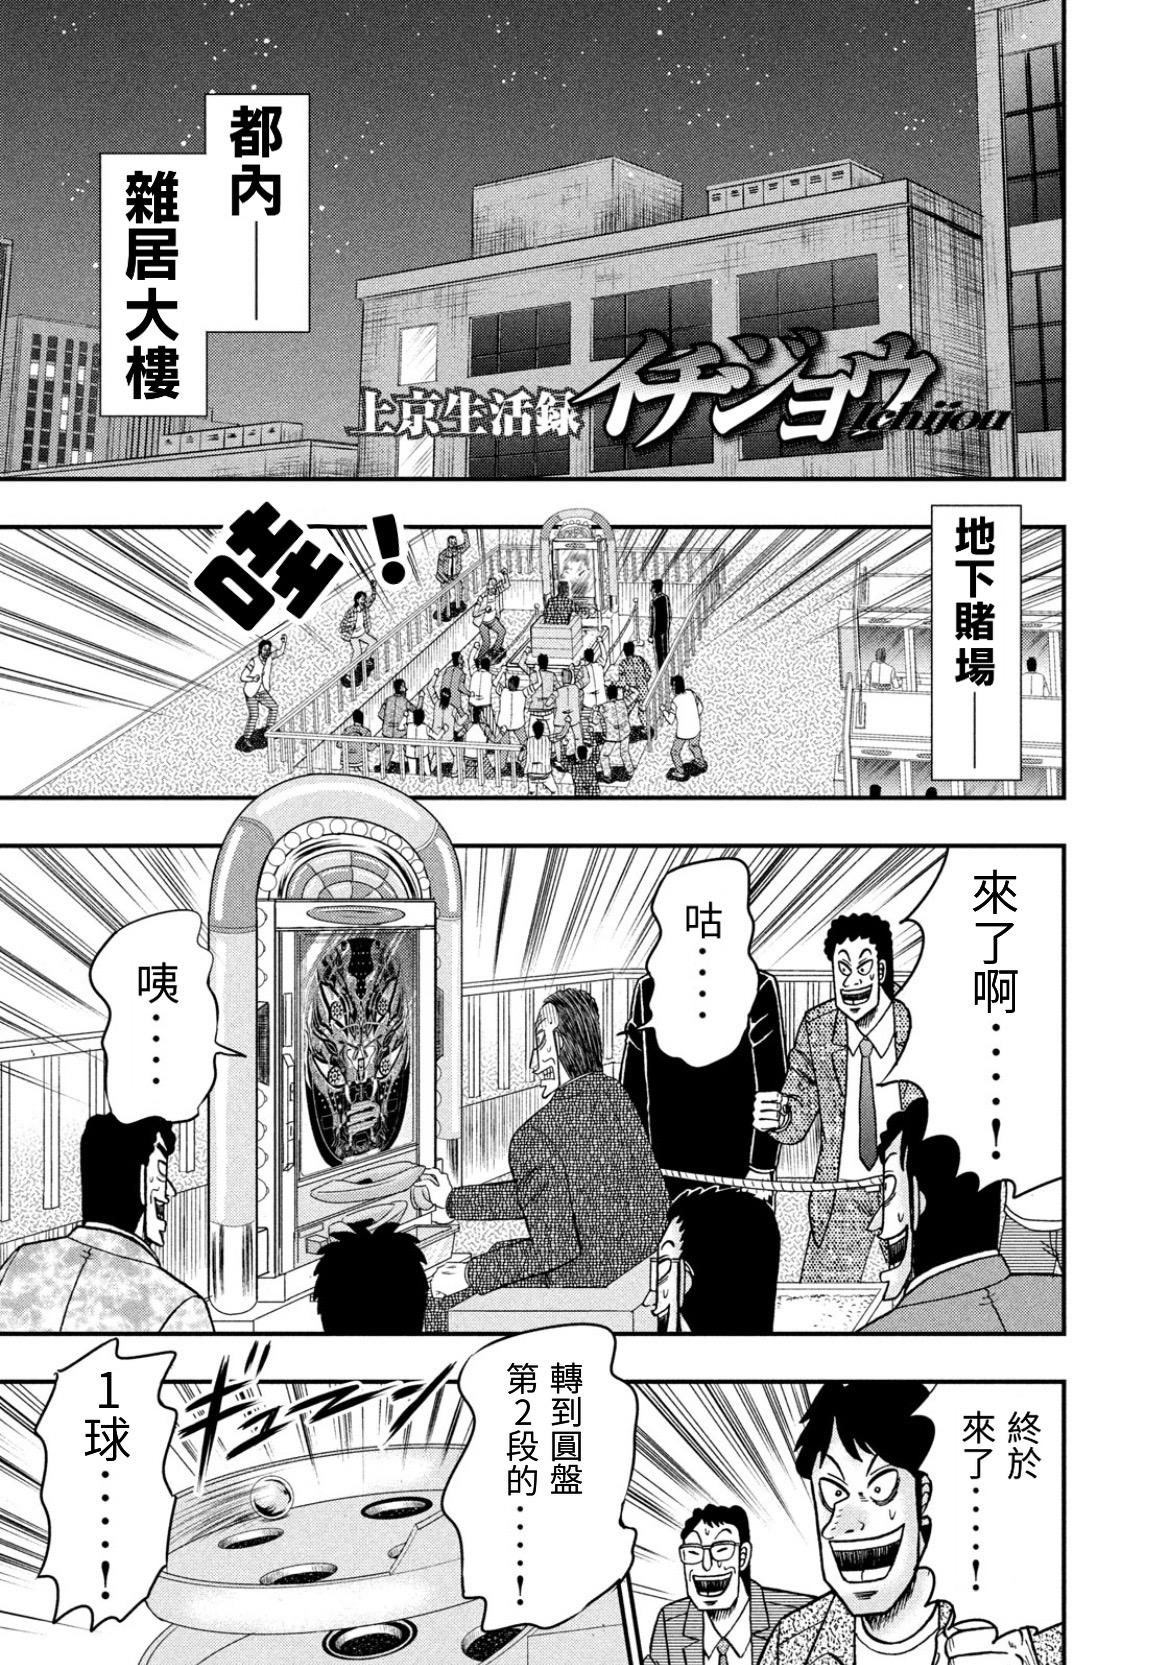 都內——
雜居大樓
上京生活録
イチジョウ
Ichijou
地下賭場——
哇！
來了啊……！
咕……
咦……
終於
來了……！
轉到圓盤
第2段的……！
ギューン
1球……！